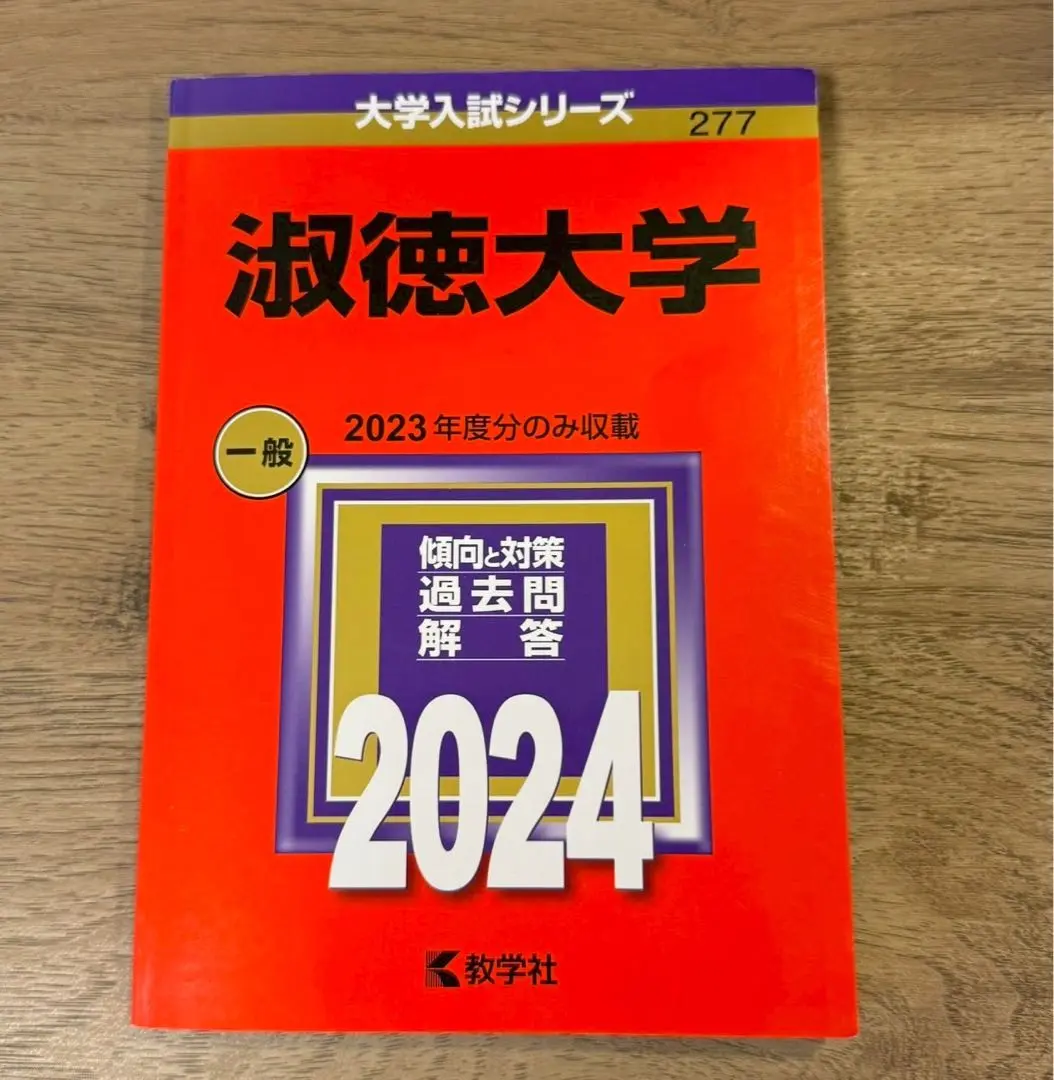 大学入試シリーズ
277
淑徳大学
2023年度分のみ収載
一般
傾向と対策
過去問
解答
2024
教学社